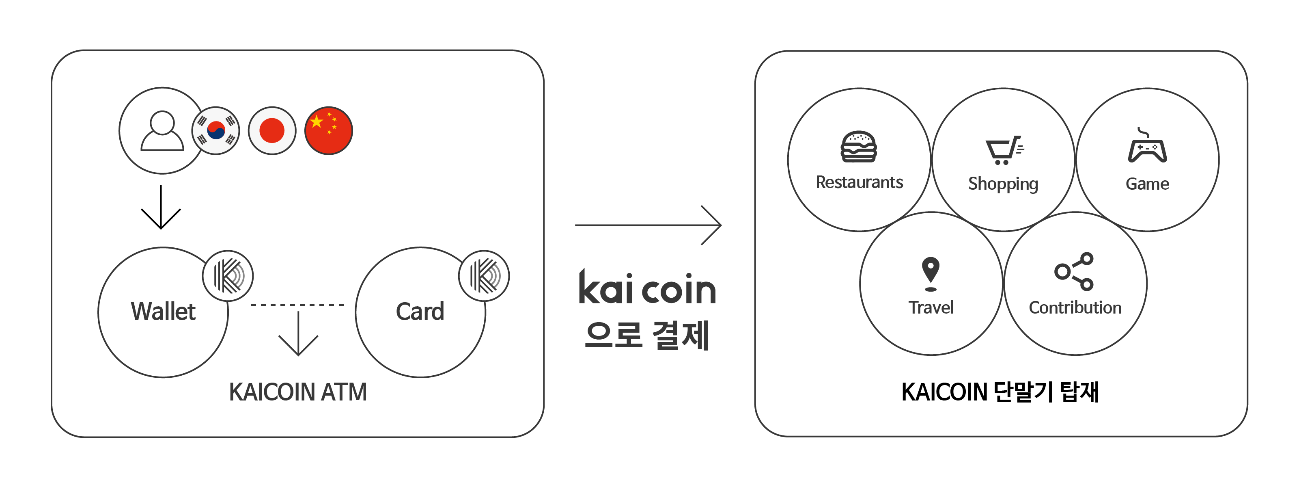 Wallet
Card
KAICOIN ATM
kai coin
으로 결제
Restaurants
Shopping
Game
Travel
Contribution
KAICOIN 단말기 탑재